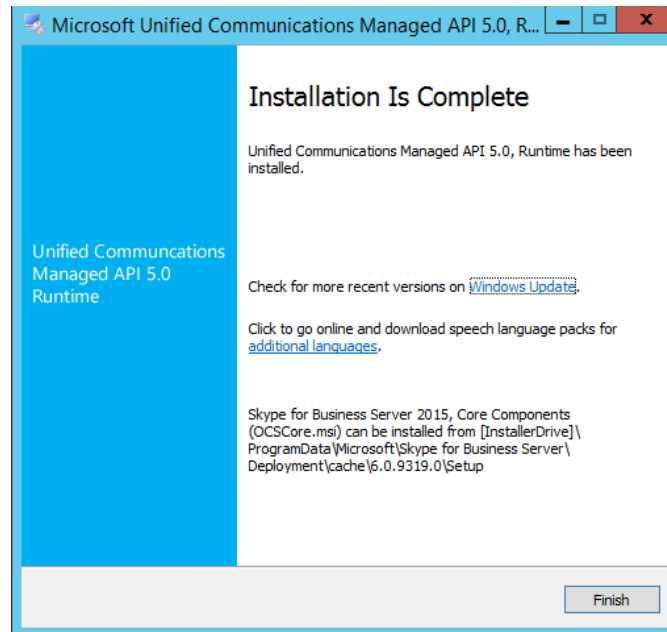 Microsoft Unified Communications Managed API 5.0, R...
Installation Is Complete
Unified Communications Managed API 5.0, Runtime has been
installed.
Unified Communcations
Managed API 5.0
Runtime
Check for more recent versions on Windows Update.
Click to go online and download speech language packs for
additional languages.
Skype for Business Server 2015, Core Components
(OCSCore.msi) can be installed from [InstallerDrive]\
ProgramData\Microsoft\Skype for Business Server\
Deployment\cache\6.0.9319.0\Setup
Finish